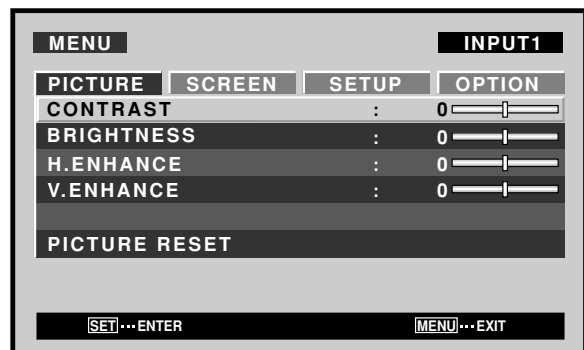 MENU INPUT1
PICTURE SCREEN SETUP OPTION
CONTRAST : 0
BRIGHTNESS : 0
H.ENHANCE : 0
V.ENHANCE : 0
PICTURE RESET
SET···ENTER MENU···EXIT